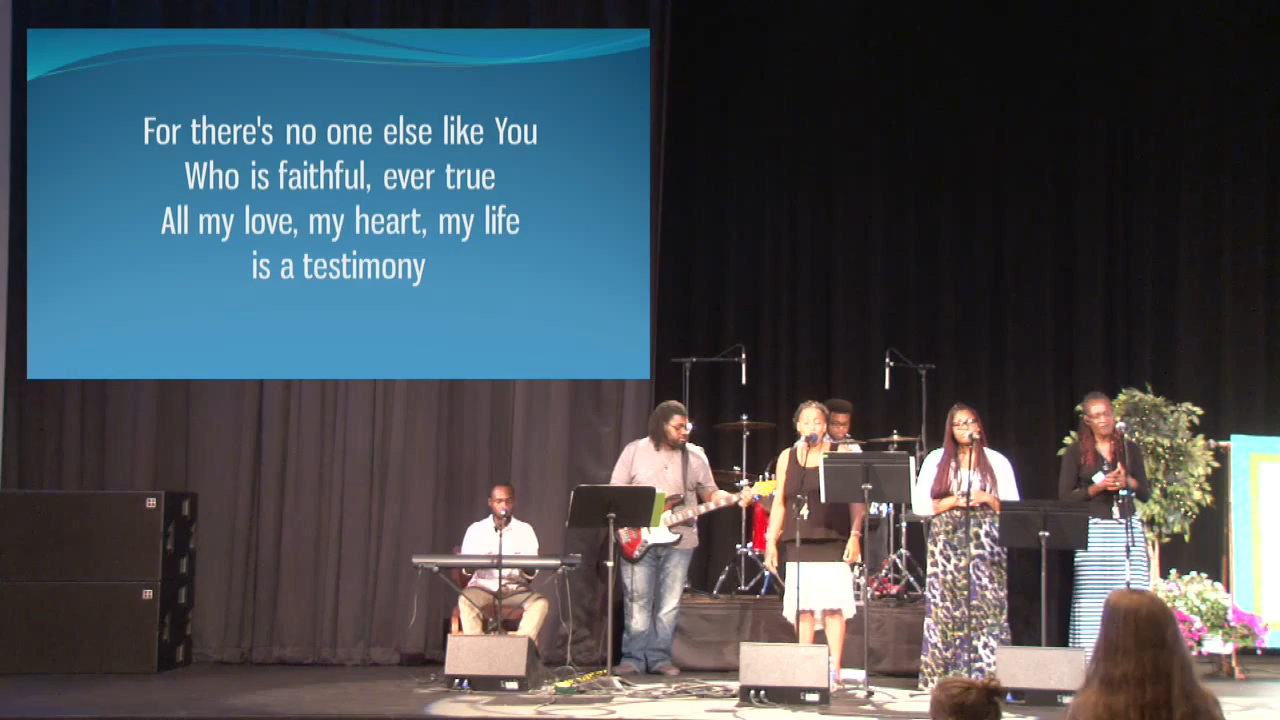 For there's no one else like You
Who is faithful, ever true
All my love, my heart, my life
is a testimony